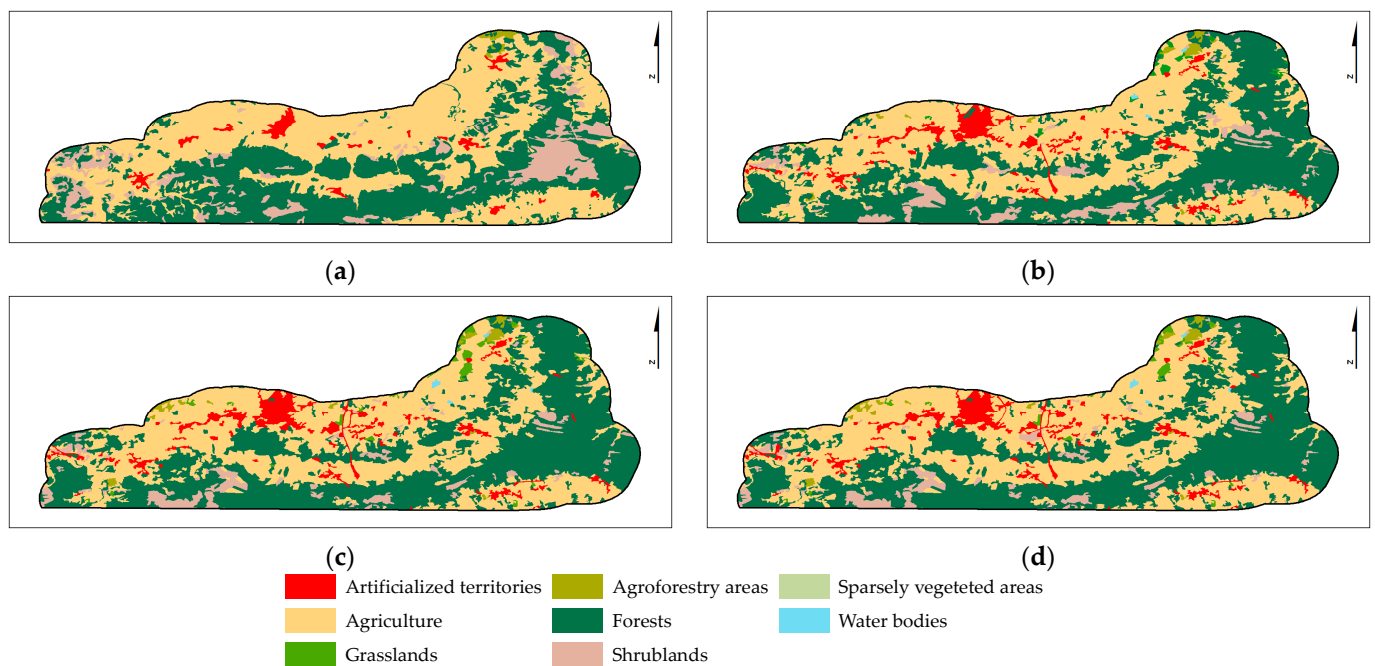 z
z
(a)
(b)
z
z
(c)
(d)
Artificialized territories
Agroforestry areas
Sparsely vegeteted areas
Agriculture
Forests
Water bodies
Grasslands
Shrublands